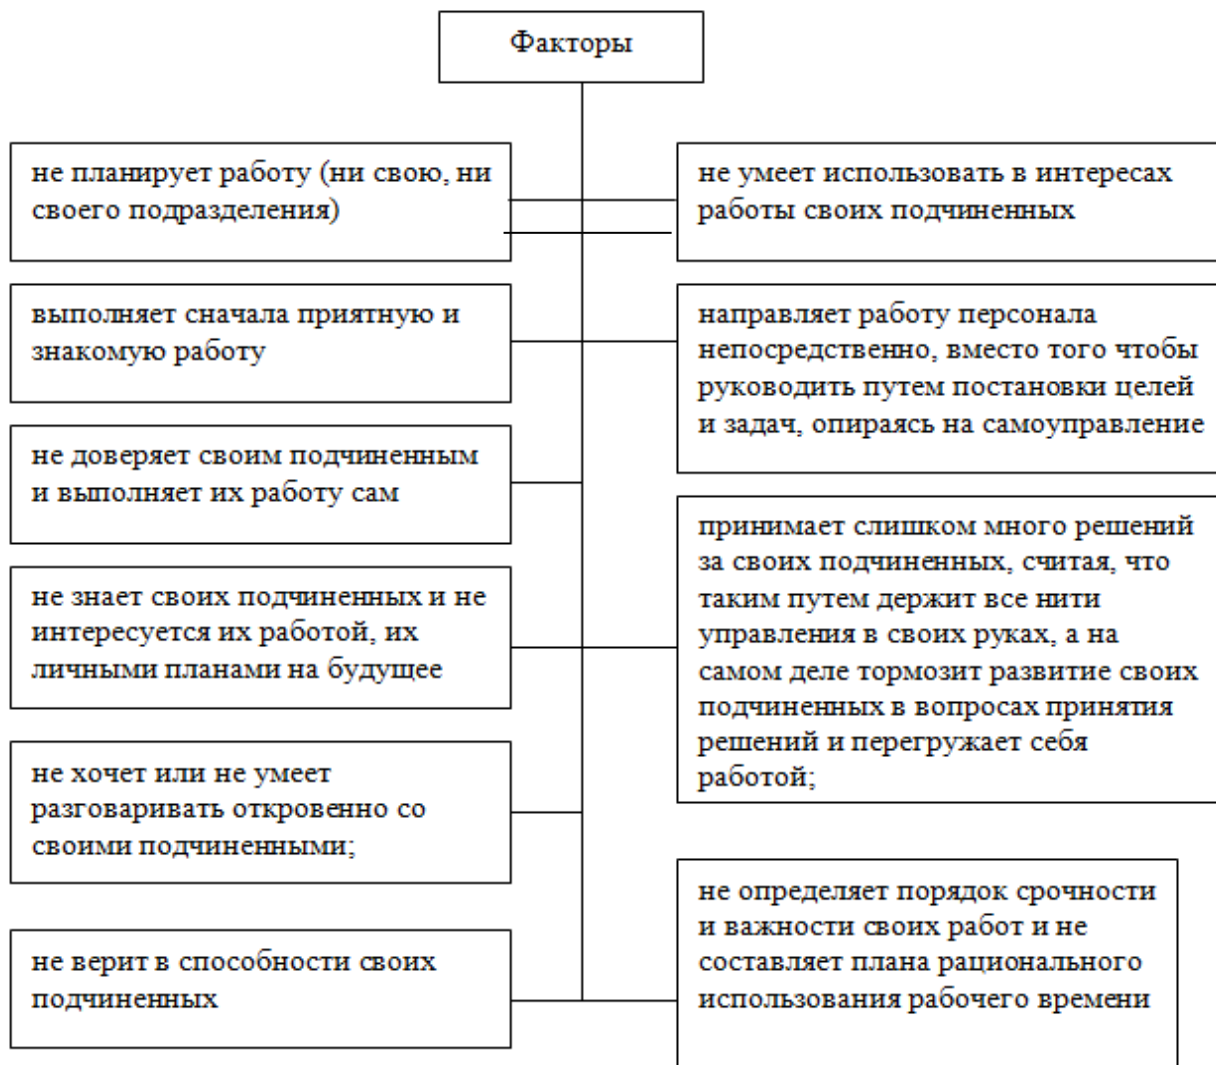 Факторы
не планирует работу (ни свою, ни
своего подразделения)
выполняет сначала приятную и
знакомую работу
не доверяет своим подчиненным
и выполняет их работу сам
не знает своих подчиненных и не
интересуется их работой, их
личными планами на будущее
не хочет или не умеет
разговаривать откровенно со
своими подчиненными;
не верит в способности своих
подчиненных
не умеет использовать в интересах
работы своих подчиненных
направляет работу персонала
непосредственно, вместо того чтобы
руководить путем постановки целей
и задач, опираясь на самоуправление
принимает слишком много решений
за своих подчиненных, считая, что
таким путем держит все нити
управления в своих руках, а на
самом деле тормозит развитие своих
подчиненных в вопросах принятия
решений и перегружает себя
работой;
не определяет порядок срочности
и важности своих работ и не
составляет плана рационального
использования рабочего времени